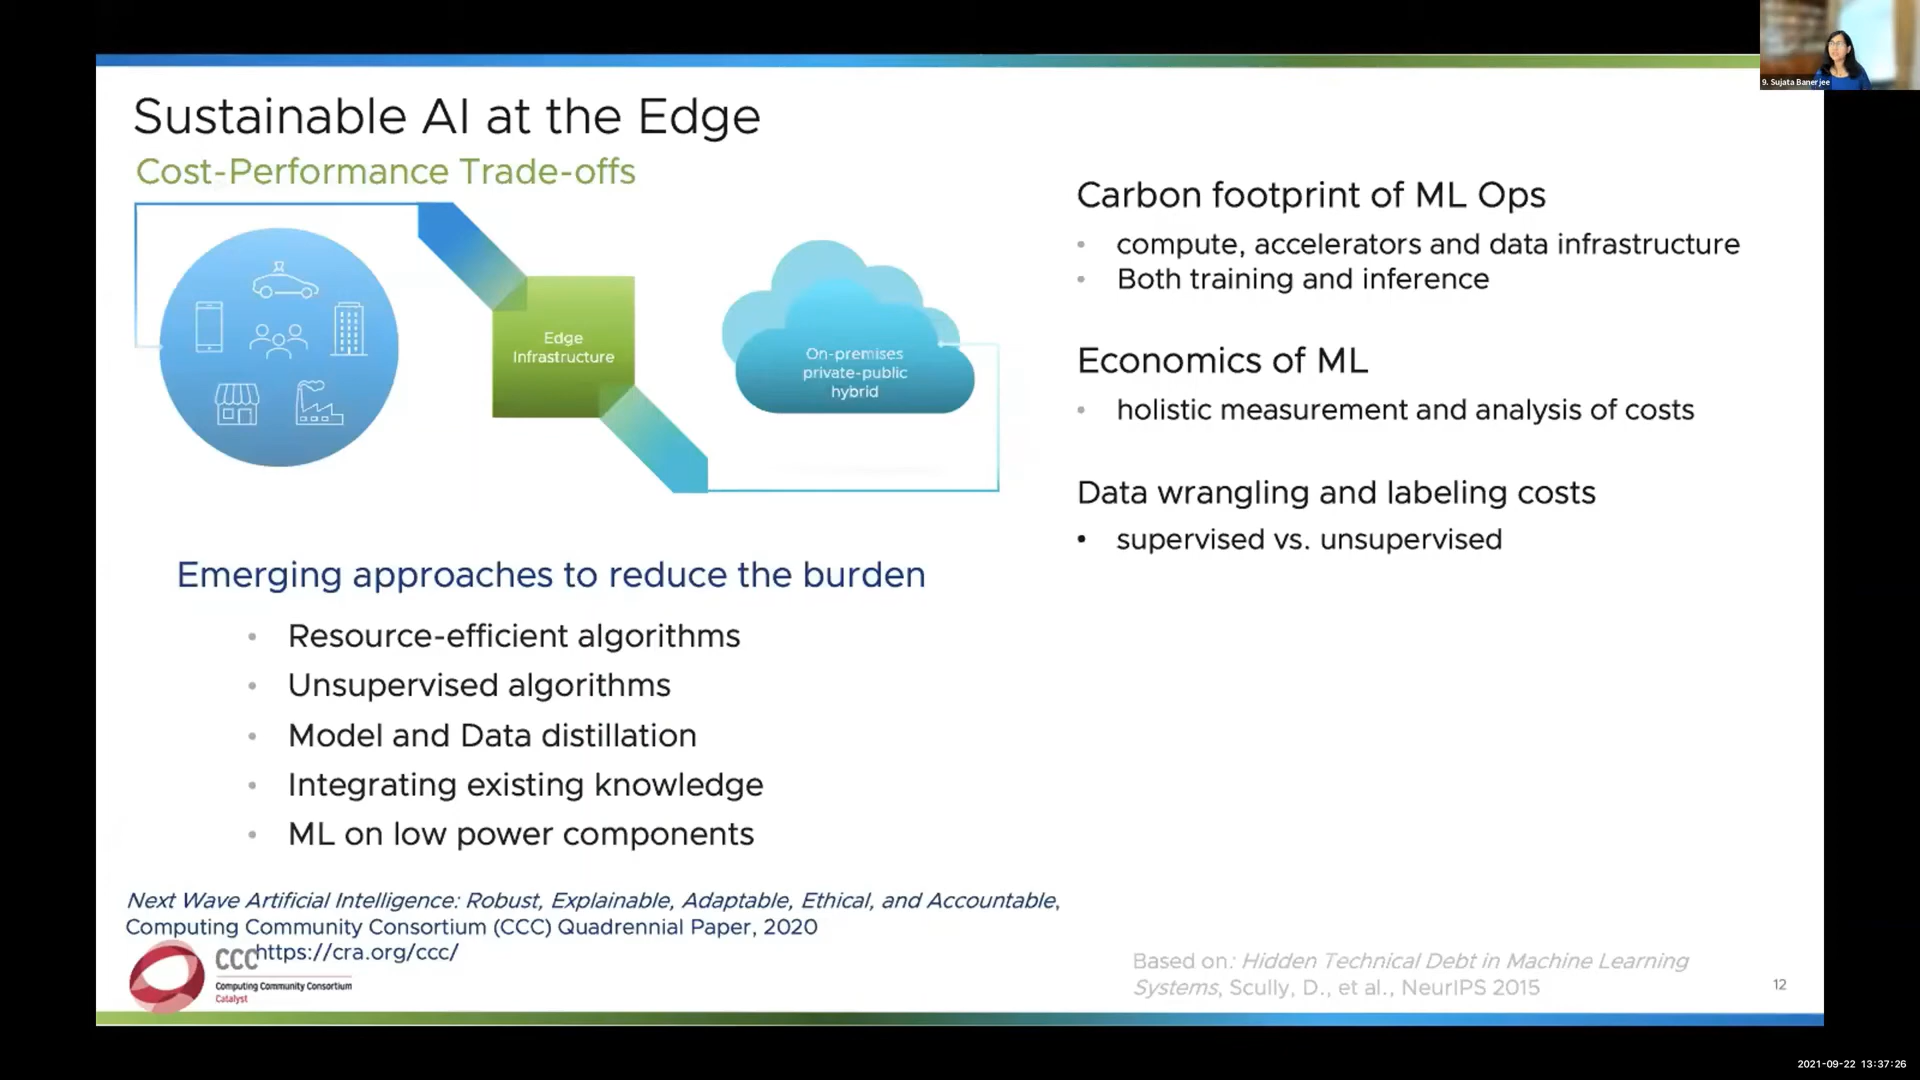 9. Sujata Banerjee
Sustainable AI at the Edge
Cost-Performance Trade-offs
Edge
Infrastructure
On-premises
private-public
hybrid
Carbon footprint of ML Ops
• compute, accelerators and data infrastructure
• Both training and inference
Economics of ML
• holistic measurement and analysis of costs
Data wrangling and labeling costs
• supervised vs. unsupervised
Emerging approaches to reduce the burden
• Resource-efficient algorithms
• Unsupervised algorithms
• Model and Data distillation
• Integrating existing knowledge
• ML on low power components
Next Wave Artificial Intelligence: Robust, Explainable, Adaptable, Ethical, and Accountable,
Computing Community Consortium (CCC) Quadrennial Paper, 2020
https://cra.org/ccc/
CCC
Computing Community Consortium
Catalyst
Based on: Hidden Technical Debt in Machine Learning
Systems, Scully, D., et al., NeurIPS 2015
12
2021-09-22 13:37:26